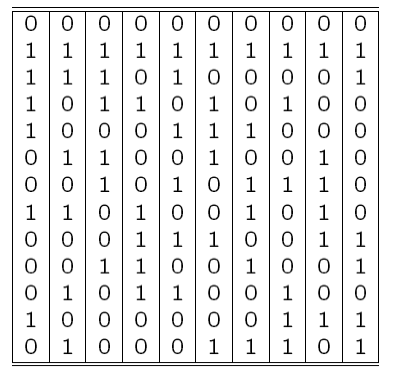 0 0 0 0 0 0 0 0 0 0
1 1 1 1 1 1 1 1 1 1
1 1 1 0 1 0 0 0 0 1
1 0 1 1 0 1 0 1 0 0
1 0 0 0 1 1 1 0 0 0
0 1 1 0 0 1 0 0 1 0
0 0 1 0 1 0 1 1 1 0
1 1 0 1 0 0 1 0 1 0
0 0 0 1 1 1 0 0 1 1
0 0 1 1 0 0 1 0 0 1
0 1 0 1 1 0 0 1 0 0
1 0 0 0 0 0 0 1 1 1
0 1 0 0 0 1 1 1 0 1